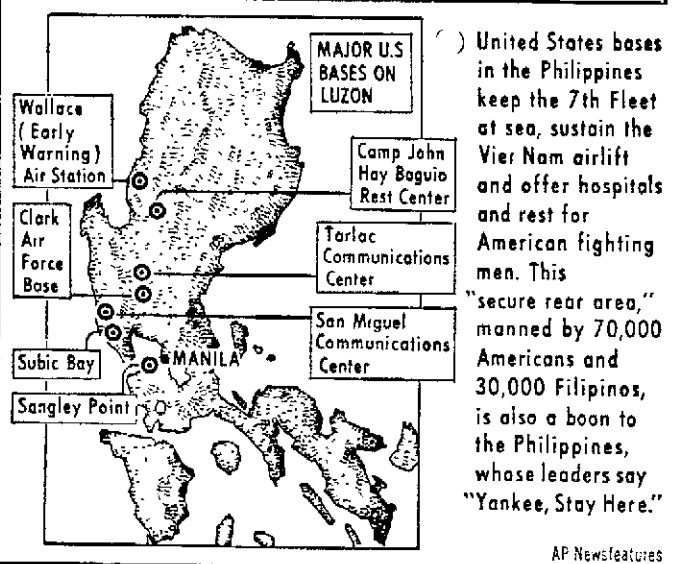 MAJOR U.S
BASES ON
LUZON
Wallace
(Early
Warning)
Air Station
Camp John
Hay Baguio
Rest Center
Clark
Air
Force
Base
Tarlac
Communications
Center
San Miguel
Communications
Center
Subic Bay
MANILA
Sangley Point
( ) United States bases
in the Philippines
keep the 7th Fleet
at sea, sustain the
Viet Nam airlift
and offer hospitals
and rest for
American fighting
men. This
"secure rear area,"
manned by 70,000
Americans and
30,000 Filipinos,
is also a boon to
the Philippines,
whose leaders say
"Yankee, Stay Here."
AP Newsfeatures